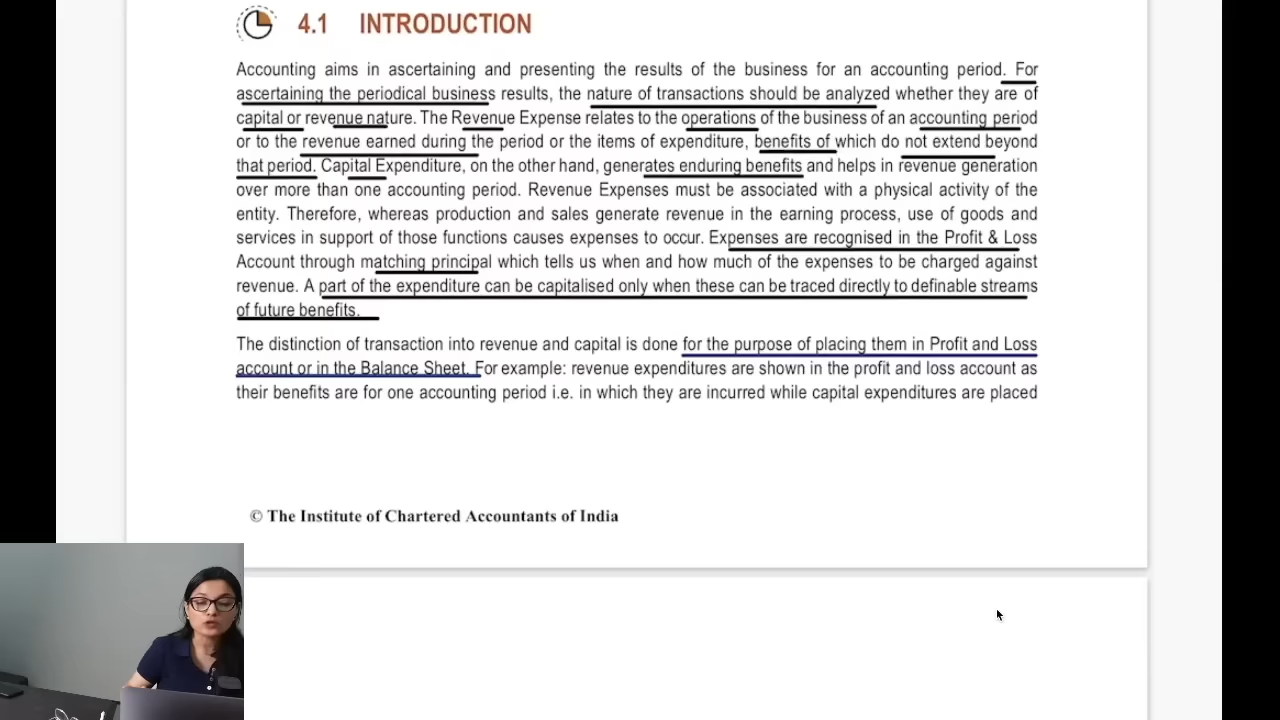 4.1 INTRODUCTION
Accounting aims in ascertaining and presenting the results of the business for an accounting period. For
ascertaining the periodical business results, the nature of transactions should be analyzed whether they are of
capital or revenue nature. The Revenue Expense relates to the operations of the business of an accounting period
or to the revenue earned during the period or the items of expenditure, benefits of which do not extend beyond
that period. Capital Expenditure, on the other hand, generates enduring benefits and helps in revenue generation
over more than one accounting period. Revenue Expenses must be associated with a physical activity of the
entity. Therefore, whereas production and sales generate revenue in the earning process, use of goods and
services in support of those functions causes expenses to occur. Expenses are recognised in the Profit & Loss
Account through matching principal which tells us when and how much of the expenses to be charged against
revenue. A part of the expenditure can be capitalised only when these can be traced directly to definable streams
of future benefits.
The distinction of transaction into revenue and capital is done for the purpose of placing them in Profit and Loss
account or in the Balance Sheet. For example: revenue expenditures are shown in the profit and loss account as
their benefits are for one accounting period i.e. in which they are incurred while capital expenditures are placed
© The Institute of Chartered Accountants of India